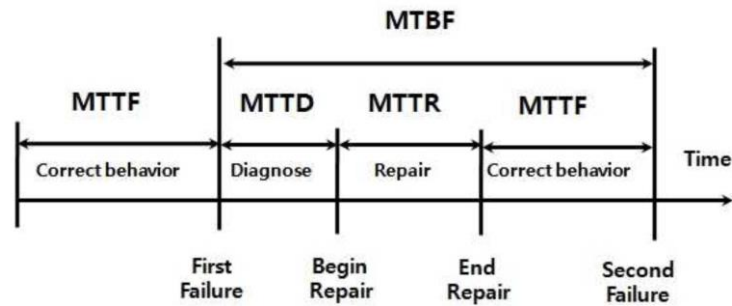 MTBF
MTTF MTTD MTTR MTTF
Correct behavior Diagnose Repair Correct behavior Time
First Begin End Second
Failure Repair Repair Failure